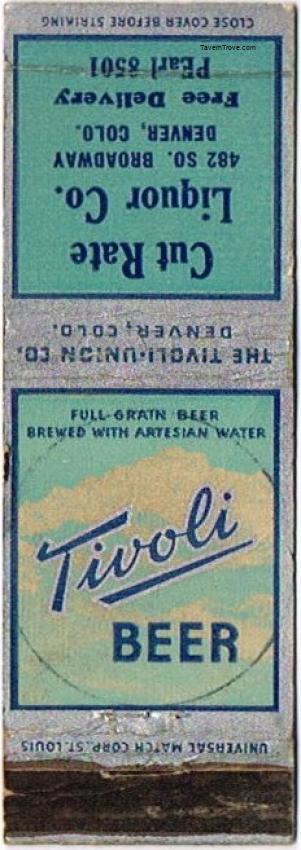 CLOSE COVER BEFORE STRIKING
TavernTrove.com
Cut Rate
Liquor Co.
482 SO. BROADWAY
DENVER, COLO.
Free Delivery
PEarl 8501
THE TIVOLI-UNION CO.
DENVER, COLO.
FULL-GRAIN BEER
BREWED WITH ARTESIAN WATER
Tivoli
BEER
UNIVERSAL MATCH CORP., ST. LOUIS